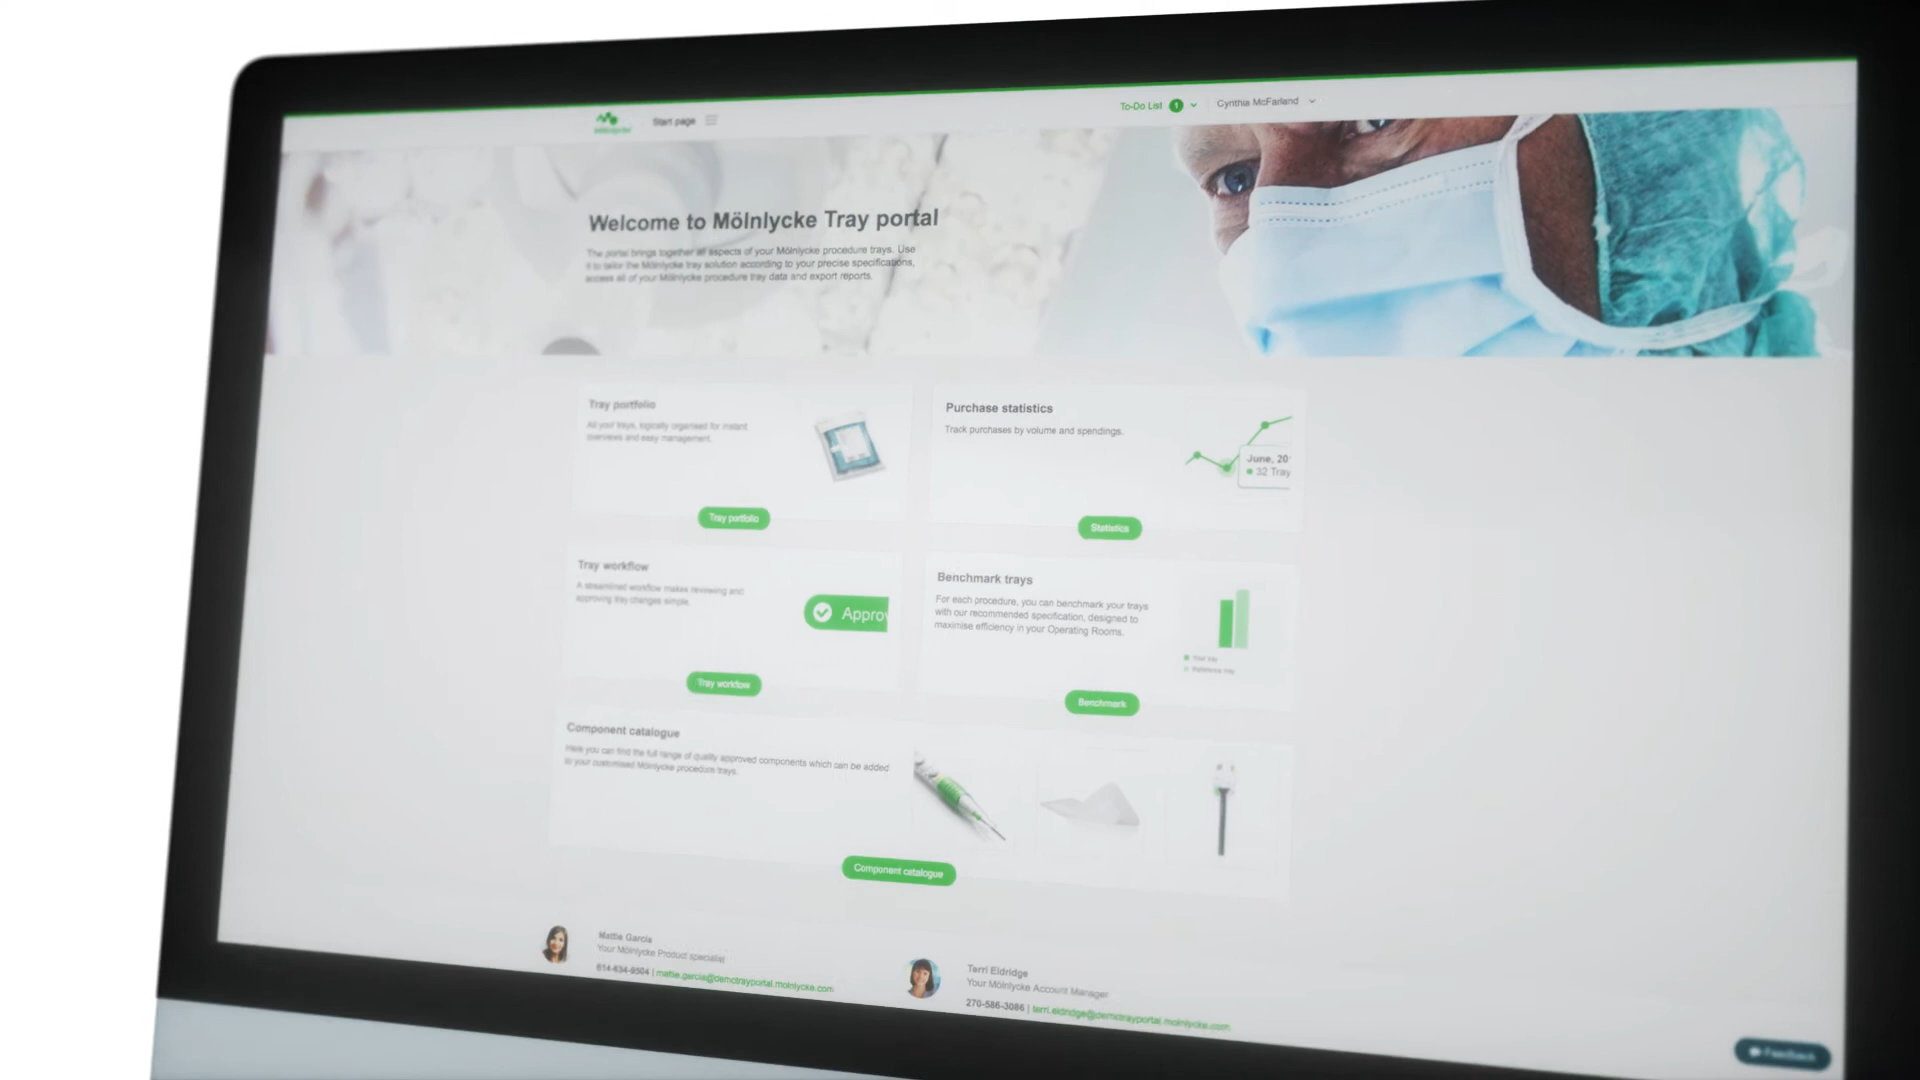 Mölnlycke
Start page
To-Do List 1
Cynthia McFarland
Welcome to Mölnlycke Tray portal
The portal brings together all aspects of your Mölnlycke procedure trays. Use
it to tailor the Mölnlycke tray solution according to your precise specifications,
access all of your Mölnlycke procedure tray data and export reports.
Tray portfolio
All your trays, logically organised for instant
overviews and easy management.
Tray portfolio
Purchase statistics
Track purchases by volume and spendings.
June, 20
32 Tray
Statistics
Tray workflow
A streamlined workflow makes reviewing and
approving tray changes simple.
Appro
Tray workflow
Benchmark trays
For each procedure, you can benchmark your trays
with our recommended specification, designed to
maximise efficiency in your Operating Rooms.
Your tray
Reference tray
Benchmark
Component catalogue
Here you can find the full range of quality approved components which can be added
to your customised Mölnlycke procedure trays.
Component catalogue
Mattie Garcia
Your Mölnlycke Product specialist
614-634-9504 | mattie.garcia@demotrayportal.molnlycke.com
Terri Eldridge
Your Mölnlycke Account Manager
270-586-3086 | terri.eldridge@demotrayportal.molnlycke.com
Feedback